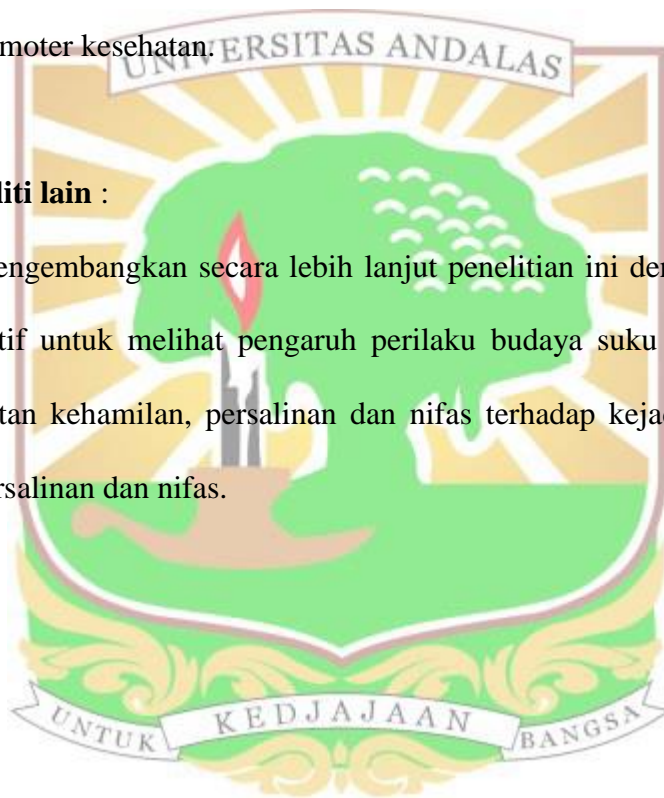 moter kesehatan.
UNIVERSITAS ANDALAS
liti lain :
engembangkan secara lebih lanjut penelitian ini der
tif untuk melihat pengaruh perilaku budaya suku
tan kehamilan, persalinan dan nifas terhadap kejad
rsalinan dan nifas.
UNTUK KEDJAJAAN BANGSA